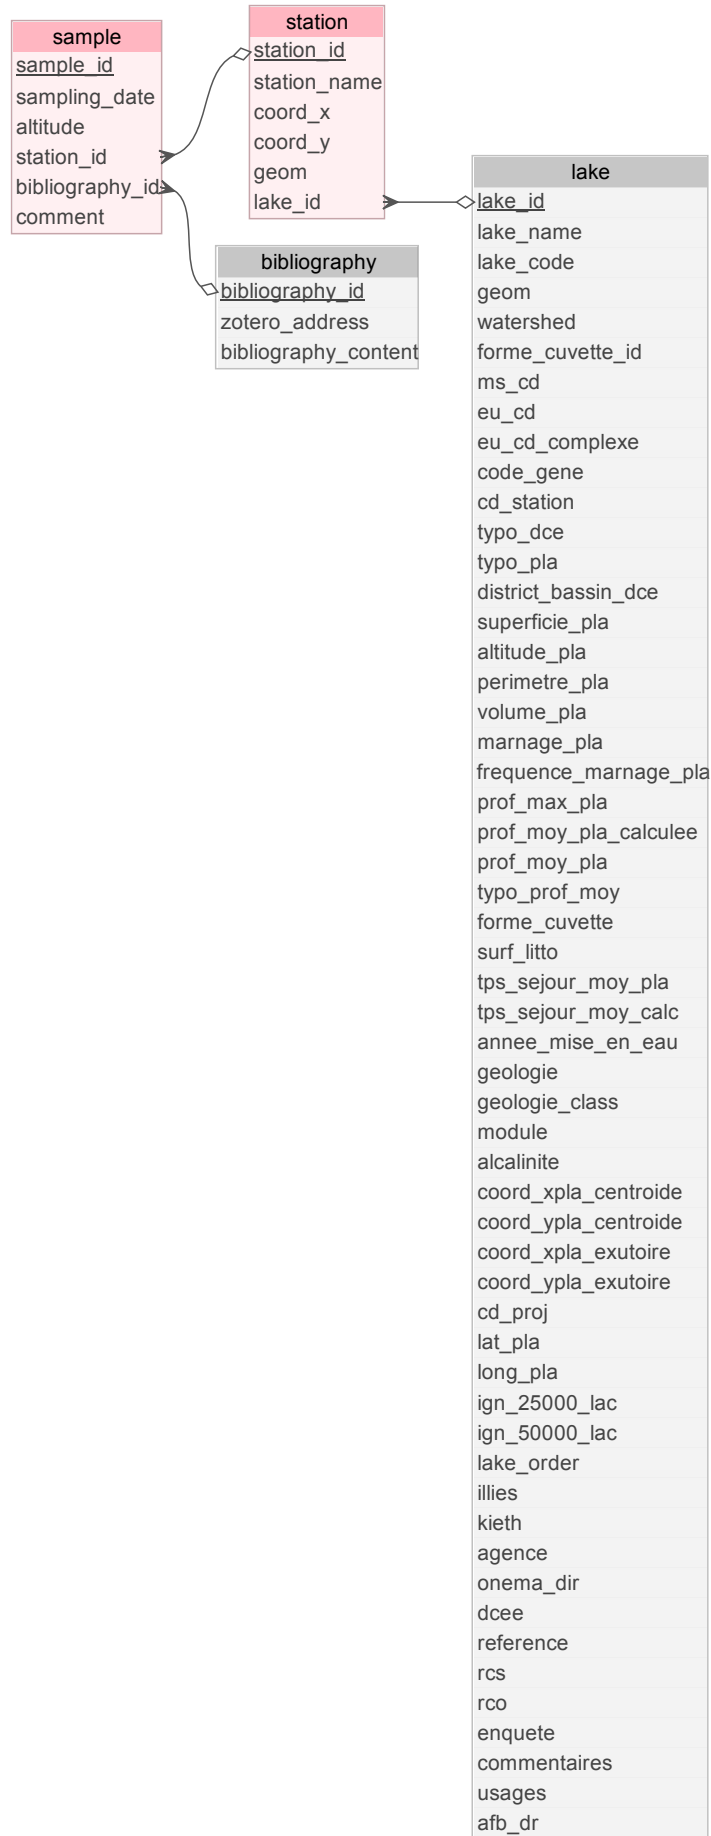 sample
sample_id
sampling_date
altitude
station_id
bibliography_id
comment
station
station_id
station_name
coord_x
coord_y
geom
lake_id
bibliography
bibliography_id
zotero_address
bibliography_content
lake
lake_id
lake_name
lake_code
geom
watershed
forme_cuvette_id
ms_cd
eu_cd
eu_cd_complexe
code_gene
cd_station
typo_dce
typo_pla
district_bassin_dce
superficie_pla
altitude_pla
perimetre_pla
volume_pla
marnage_pla
frequence_marnage_pla
prof_max_pla
prof_moy_pla_calculee
prof_moy_pla
typo_prof_moy
forme_cuvette
surf_litto
tps_sejour_moy_pla
tps_sejour_moy_calc
annee_mise_en_eau
geologie
geologie_class
module
alcalinite
coord_xpla_centroide
coord_ypla_centroide
coord_xpla_exutoire
coord_ypla_exutoire
cd_proj
lat_pla
long_pla
ign_25000_lac
ign_50000_lac
lake_order
illies
kieth
agence
onema_dir
dcee
reference
rcs
rco
enquete
commentaires
usages
afb_dr